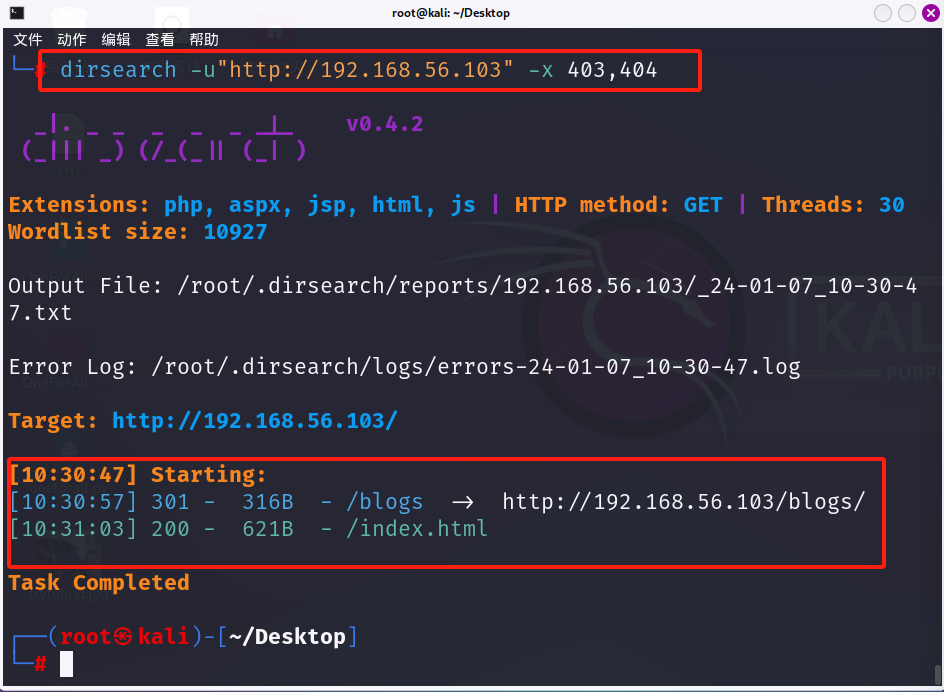 root@kali: ~/Desktop
文件 动作 编辑 查看 帮助
└─# dirsearch -u"http://192.168.56.103" -x 403,404
_|. _ _ _ _ _ _|_ v0.4.2
(_||| _) (/_(_|| (_| )
Extensions: php, aspx, jsp, html, js | HTTP method: GET | Threads: 30
Wordlist size: 10927
Output File: /root/.dirsearch/reports/192.168.56.103/_24-01-07_10-30-4
7.txt
Error Log: /root/.dirsearch/logs/errors-24-01-07_10-30-47.log
Target: http://192.168.56.103/
[10:30:47] Starting:
[10:30:57] 301 - 316B - /blogs -> http://192.168.56.103/blogs/
[10:31:03] 200 - 621B - /index.html
Task Completed
┌──(root㉿kali)-[~/Desktop]
└─#
KAL
PURP
OneForAll-...